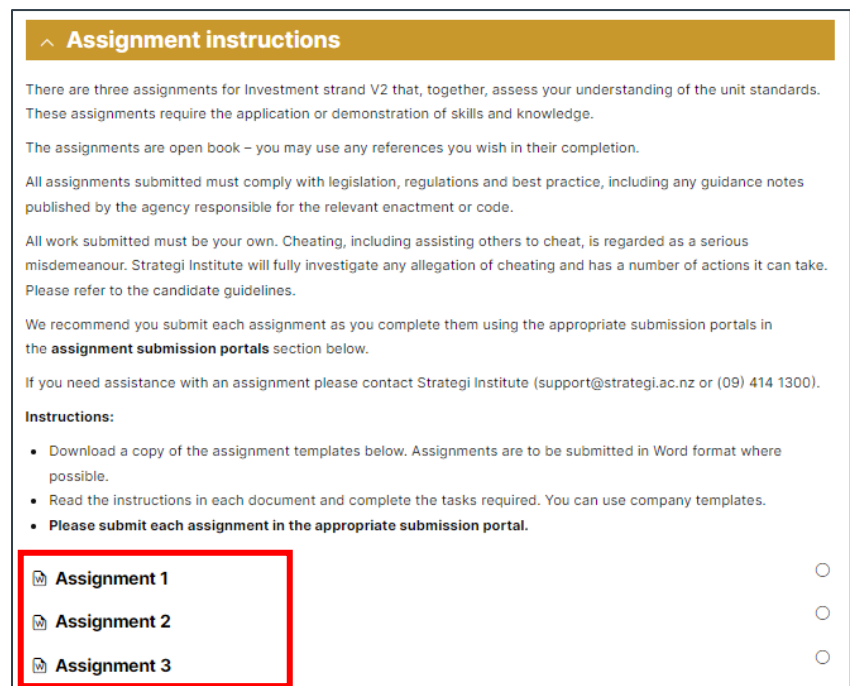 Assignment instructions
There are three assignments for Investment strand V2 that, together, assess your understanding of the unit standards.
These assignments require the application or demonstration of skills and knowledge.
The assignments are open book – you may use any references you wish in their completion.
All assignments submitted must comply with legislation, regulations and best practice, including any guidance notes
published by the agency responsible for the relevant enactment or code.
All work submitted must be your own. Cheating, including assisting others to cheat, is regarded as a serious
misdemeanour. Strategi Institute will fully investigate any allegation of cheating and has a number of actions it can take.
Please refer to the candidate guidelines.
We recommend you submit each assignment as you complete them using the appropriate submission portals in
the assignment submission portals section below.
If you need assistance with an assignment please contact Strategi Institute (support@strategi.ac.nz or (09) 414 1300).
Instructions:
• Download a copy of the assignment templates below. Assignments are to be submitted in Word format where
possible.
• Read the instructions in each document and complete the tasks required. You can use company templates.
• Please submit each assignment in the appropriate submission portal.
Assignment 1
Assignment 2
Assignment 3